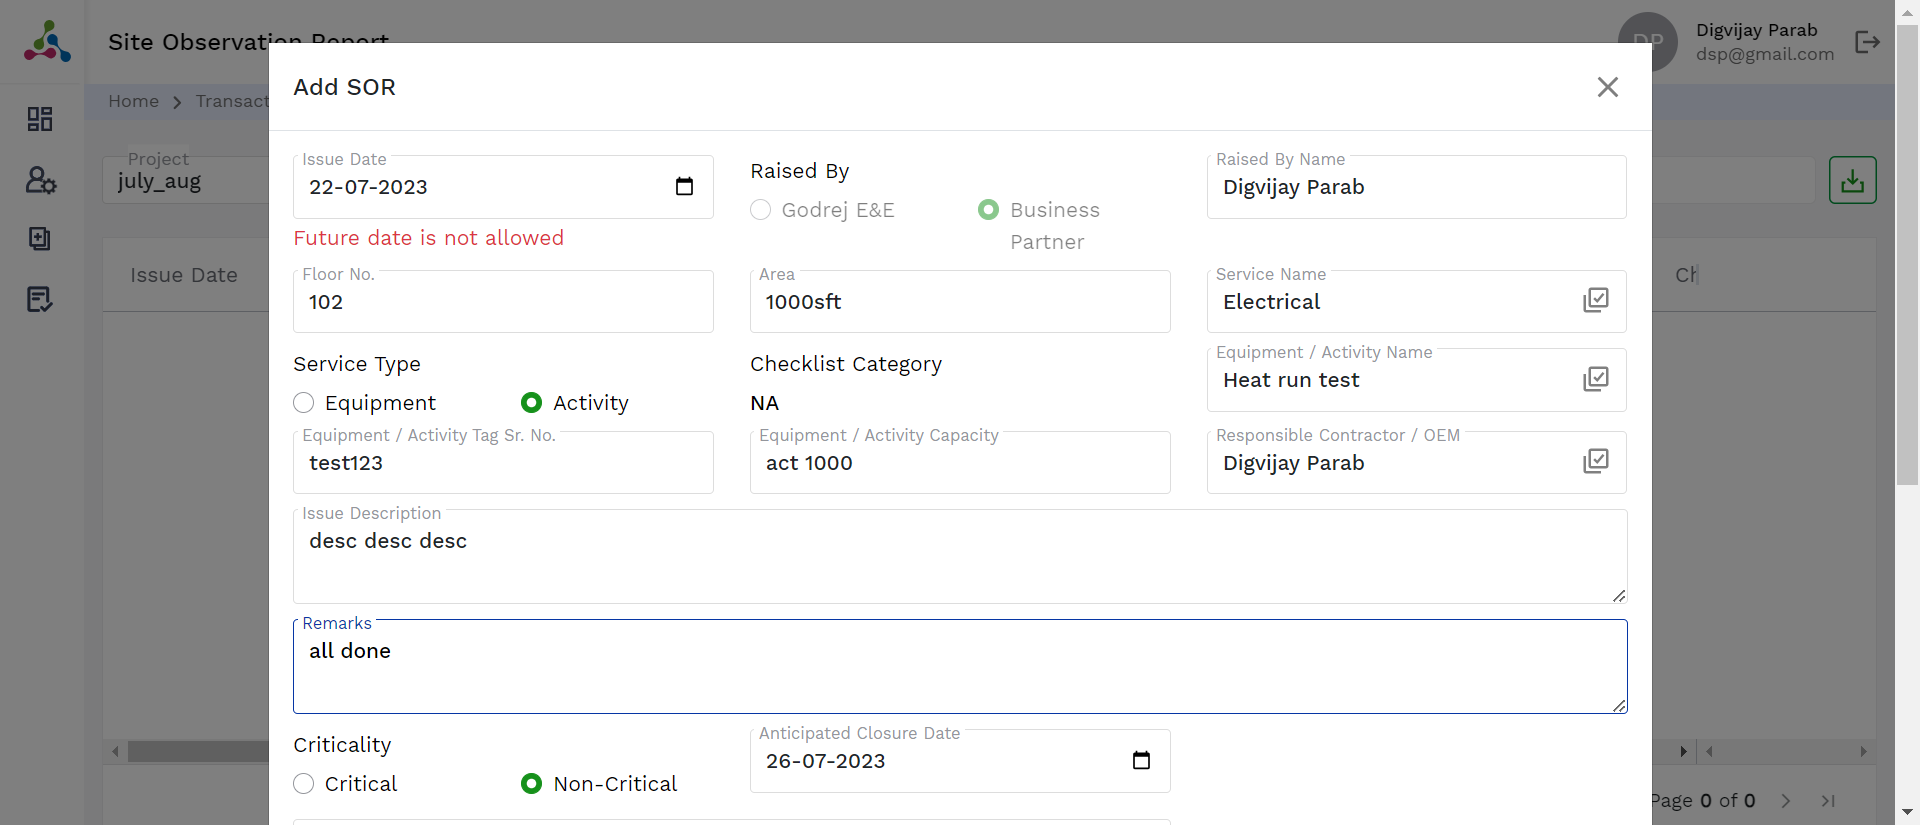 Site Observation Report
DP
Digvijay Parab
dsp@gmail.com
Home
Transact
Project
july_aug
Issue Date
Add SOR
Issue Date
22-07-2023
Future date is not allowed
Raised By
Godrej E&E
Business
Partner
Raised By Name
Digvijay Parab
Floor No.
102
Area
1000sft
Service Name
Electrical
Service Type
Equipment
Activity
Checklist Category
NA
Equipment / Activity Name
Heat run test
Equipment / Activity Tag Sr. No.
test123
Equipment / Activity Capacity
act 1000
Responsible Contractor / OEM
Digvijay Parab
Issue Description
desc desc desc
Remarks
all done
Criticality
Critical
Non-Critical
Anticipated Closure Date
26-07-2023
Page 0 of 0